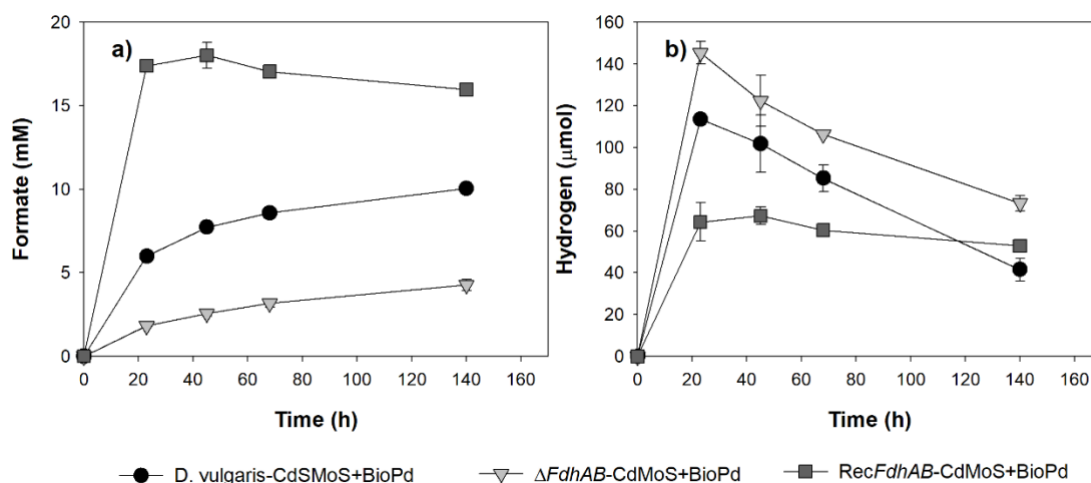 a)
Formate (mM)
20
15
10
5
0
0 20 40 60 80 100 120 140 160
Time (h)
b)
Hydrogen (μmol)
160
140
120
100
80
60
40
20
0
0 20 40 60 80 100 120 140 160
Time (h)
D. vulgaris-CdSMoS+BioPd ΔFdhAB-CdMoS+BioPd RecFdhAB-CdMoS+BioPd